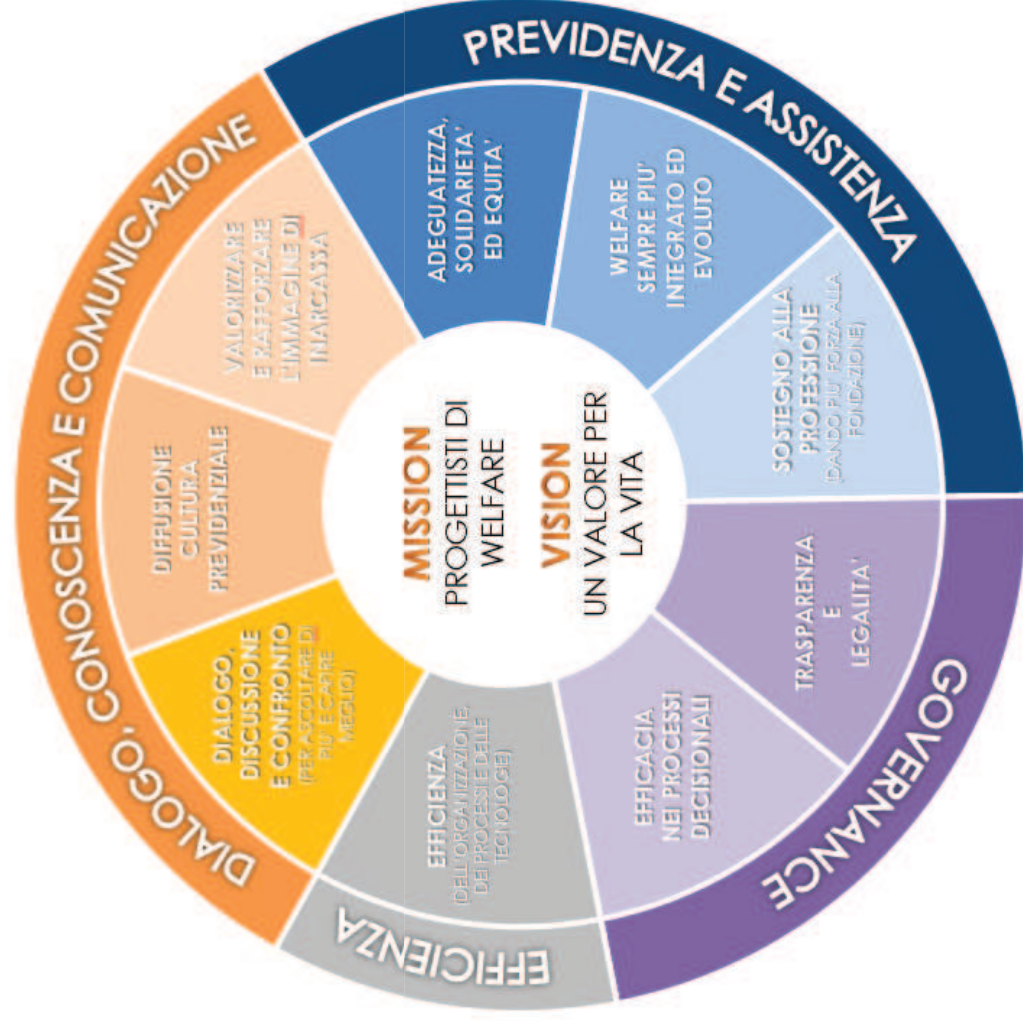 MISSION
PROGETTISTI DI
WELFARE
VISION
UN VALORE PER
LA VITA
DIALOGO, CONOSCENZA E COMUNICAZIONE
DIALOGO,
DISCUSSIONE
E CONFRONTO
(PER ASCOLTARE DI
PIU' E CAPIRE
MEGLIO)
DIFFUSIONE
CULTURA
PREVIDENZIALE
VALORIZZARE
E RAFFORZARE
L'IMMAGINE DI
INARCASSA
PREVIDENZA E ASSISTENZA
ADEGUATEZZA,
SOLIDARIETA'
ED EQUITA'
WELFARE
SEMPRE PIU'
INTEGRATO ED
EVOLUTO
SOSTEGNO ALLA
PROFESSIONE
(DANDO PIU' FORZA ALLA
FONDAZIONE)
GOVERNANCE
TRASPARENZA
E
LEGALITA'
EFFICACIA
NEI PROCESSI
DECISIONALI
EFFICIENZA
EFFICIENZA
(DELL'ORGANIZZAZIONE,
DEI PROCESSI E DELLE
TECNOLOGIE)